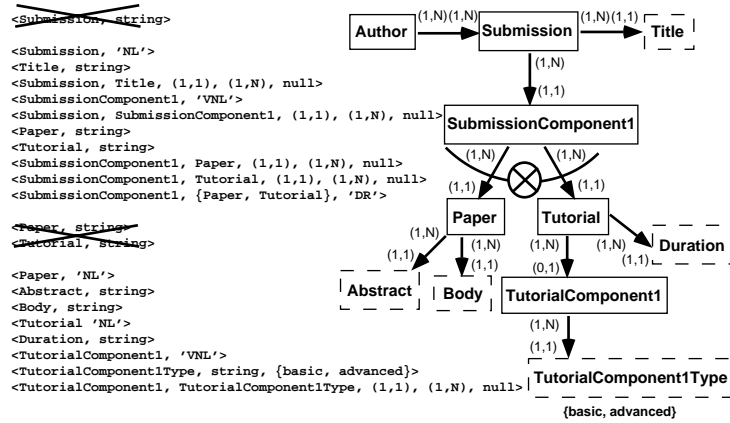 <Submission, string>
<Submission, 'NL'>
<Title, string>
<Submission, Title, (1,1), (1,N), null>
<SubmissionComponent1, 'VNL'>
<Submission, SubmissionComponent1, (1,1), (1,N), null>
<Paper, string>
<Tutorial, string>
<SubmissionComponent1, Paper, (1,1), (1,N), null>
<SubmissionComponent1, Tutorial, (1,1), (1,N), null>
<SubmissionComponent1, {Paper, Tutorial}, 'DR'>
<Paper, string>
<Tutorial, string>
<Paper, 'NL'>
<Abstract, string>
<Body, string>
<Tutorial 'NL'>
<Duration, string>
<TutorialComponent1, 'VNL'>
<TutorialComponent1Type, string, {basic, advanced}>
<TutorialComponent1, TutorialComponent1Type, (1,1), (1,N), null>
Author (1,N)(1,N) Submission (1,N)(1,1) Title
(1,N)
(1,1)
SubmissionComponent1
(1,N) (1,N)
(1,1) (1,1)
Paper Tutorial
(1,N) (1,N) (1,N) (1,N) Duration
(1,1) (1,1) (0,1) (1,1)
Abstract Body TutorialComponent1
(1,N)
(1,1)
TutorialComponent1Type
{basic, advanced}